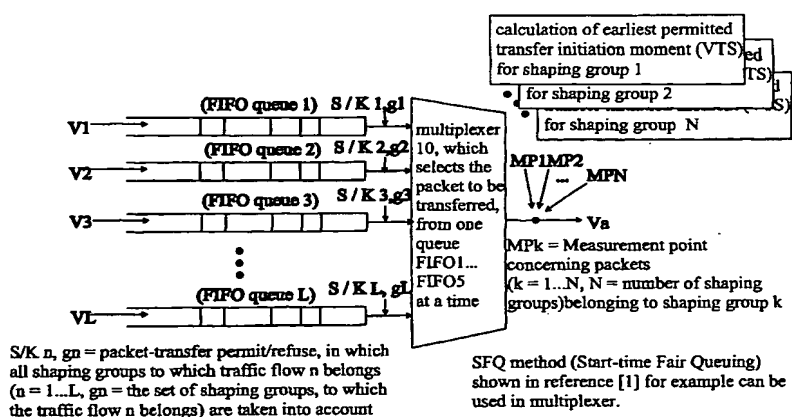 calculation of earliest permitted
transfer initiation moment (VTS)
for shaping group 1
ed
TS)
for shaping group 2
d
S)
for shaping group N
(FIFO queue 1)
S / K 1,g1
V1
(FIFO queue 2)
S / K 2,g2
V2
(FIFO queue 3)
S / K 3,g3
V3
(FIFO queue L)
S / K L, gL
VL
multiplexer
10, which
selects the
packet to be
transferred,
from one
queue
FIFO1...
FIFO5
at a time
MP1MP2
...
MPN
Va
MPk = Measurement point
concerning packets
(k = 1...N, N = number of shaping
groups)belonging to shaping group k
S/K n, gn = packet-transfer permit/refuse, in which
all shaping groups to which traffic flow n belongs
(n = 1...L, gn = the set of shaping groups, to which
the traffic flow n belongs) are taken into account
SFQ method (Start-time Fair Queuing)
shown in reference [1] for example can be
used in multiplexer.